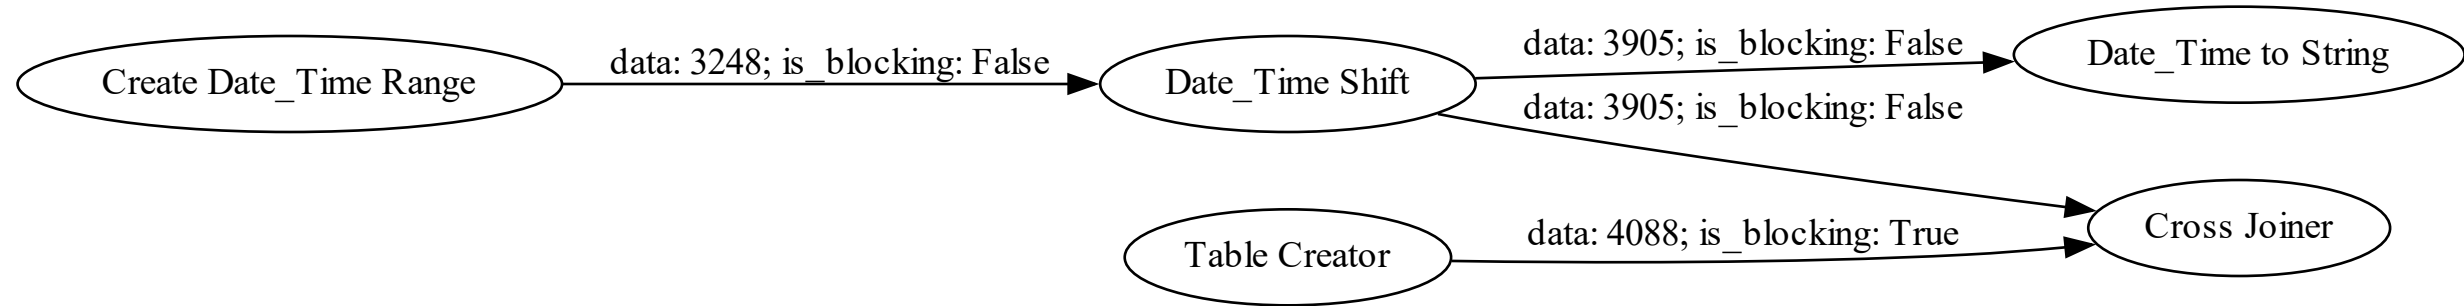 Create Date_Time Range
data: 3248; is_blocking: False
Date_Time Shift
data: 3905; is_blocking: False
Date_Time to String
data: 3905; is_blocking: False
Table Creator
data: 4088; is_blocking: True
Cross Joiner